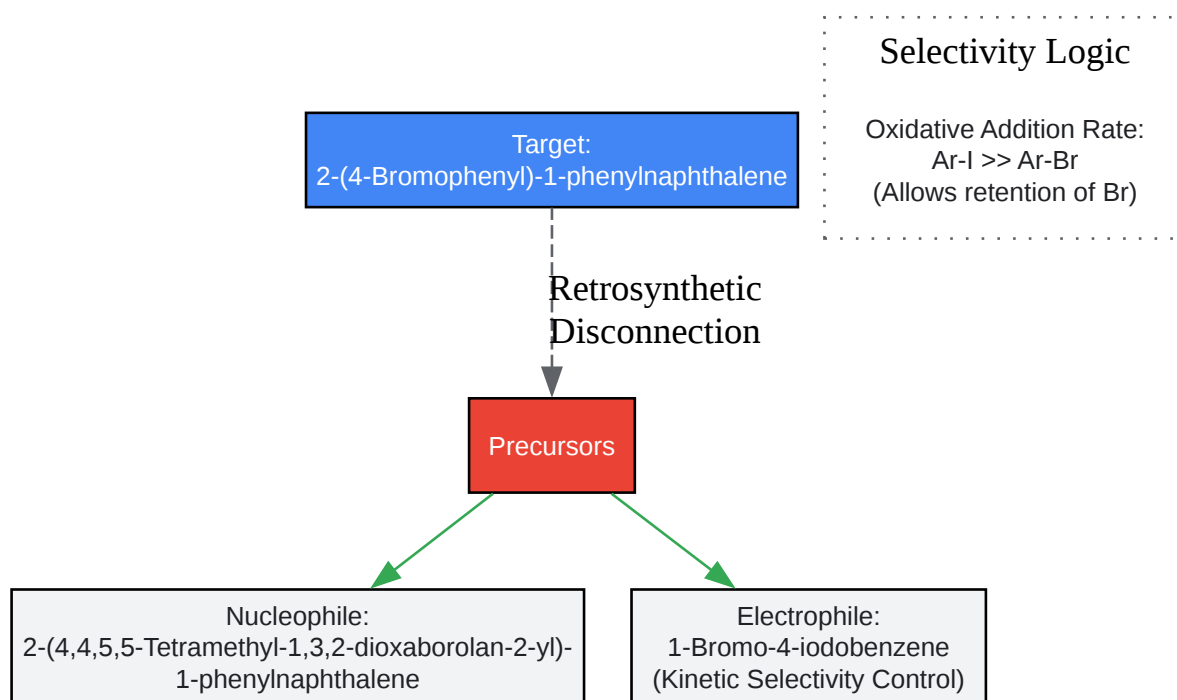 Selectivity Logic
Oxidative Addition Rate:
Ar-I >> Ar-Br
(Allows retention of Br)
Target:
2-(4-Bromophenyl)-1-phenylnaphthalene
Retrosynthetic
Disconnection
Precursors
Nucleophile:
2-(4,4,5,5-Tetramethyl-1,3,2-dioxaborolan-2-yl)-
1-phenylnaphthalene
Electrophile:
1-Bromo-4-iodobenzene
(Kinetic Selectivity Control)